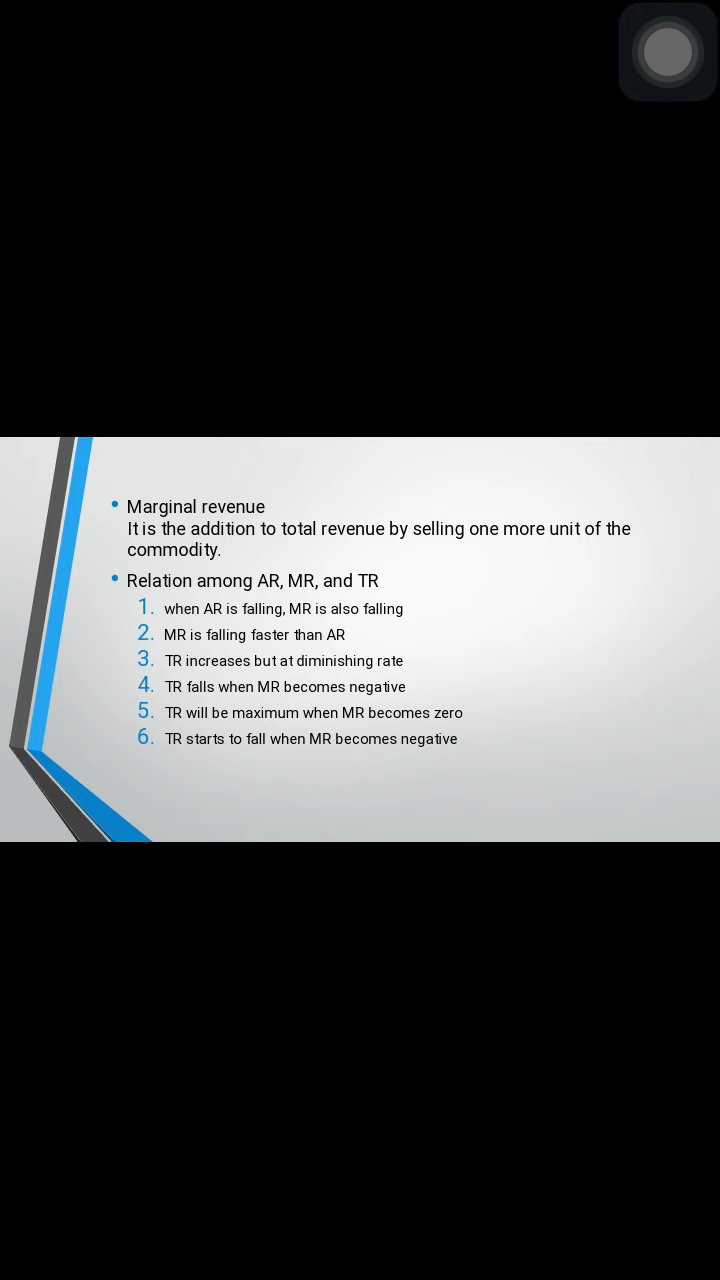 • Marginal revenue
It is the addition to total revenue by selling one more unit of the
commodity.
• Relation among AR, MR, and TR
1. when AR is falling, MR is also falling
2. MR is falling faster than AR
3. TR increases but at diminishing rate
4. TR falls when MR becomes negative
5. TR will be maximum when MR becomes zero
6. TR starts to fall when MR becomes negative